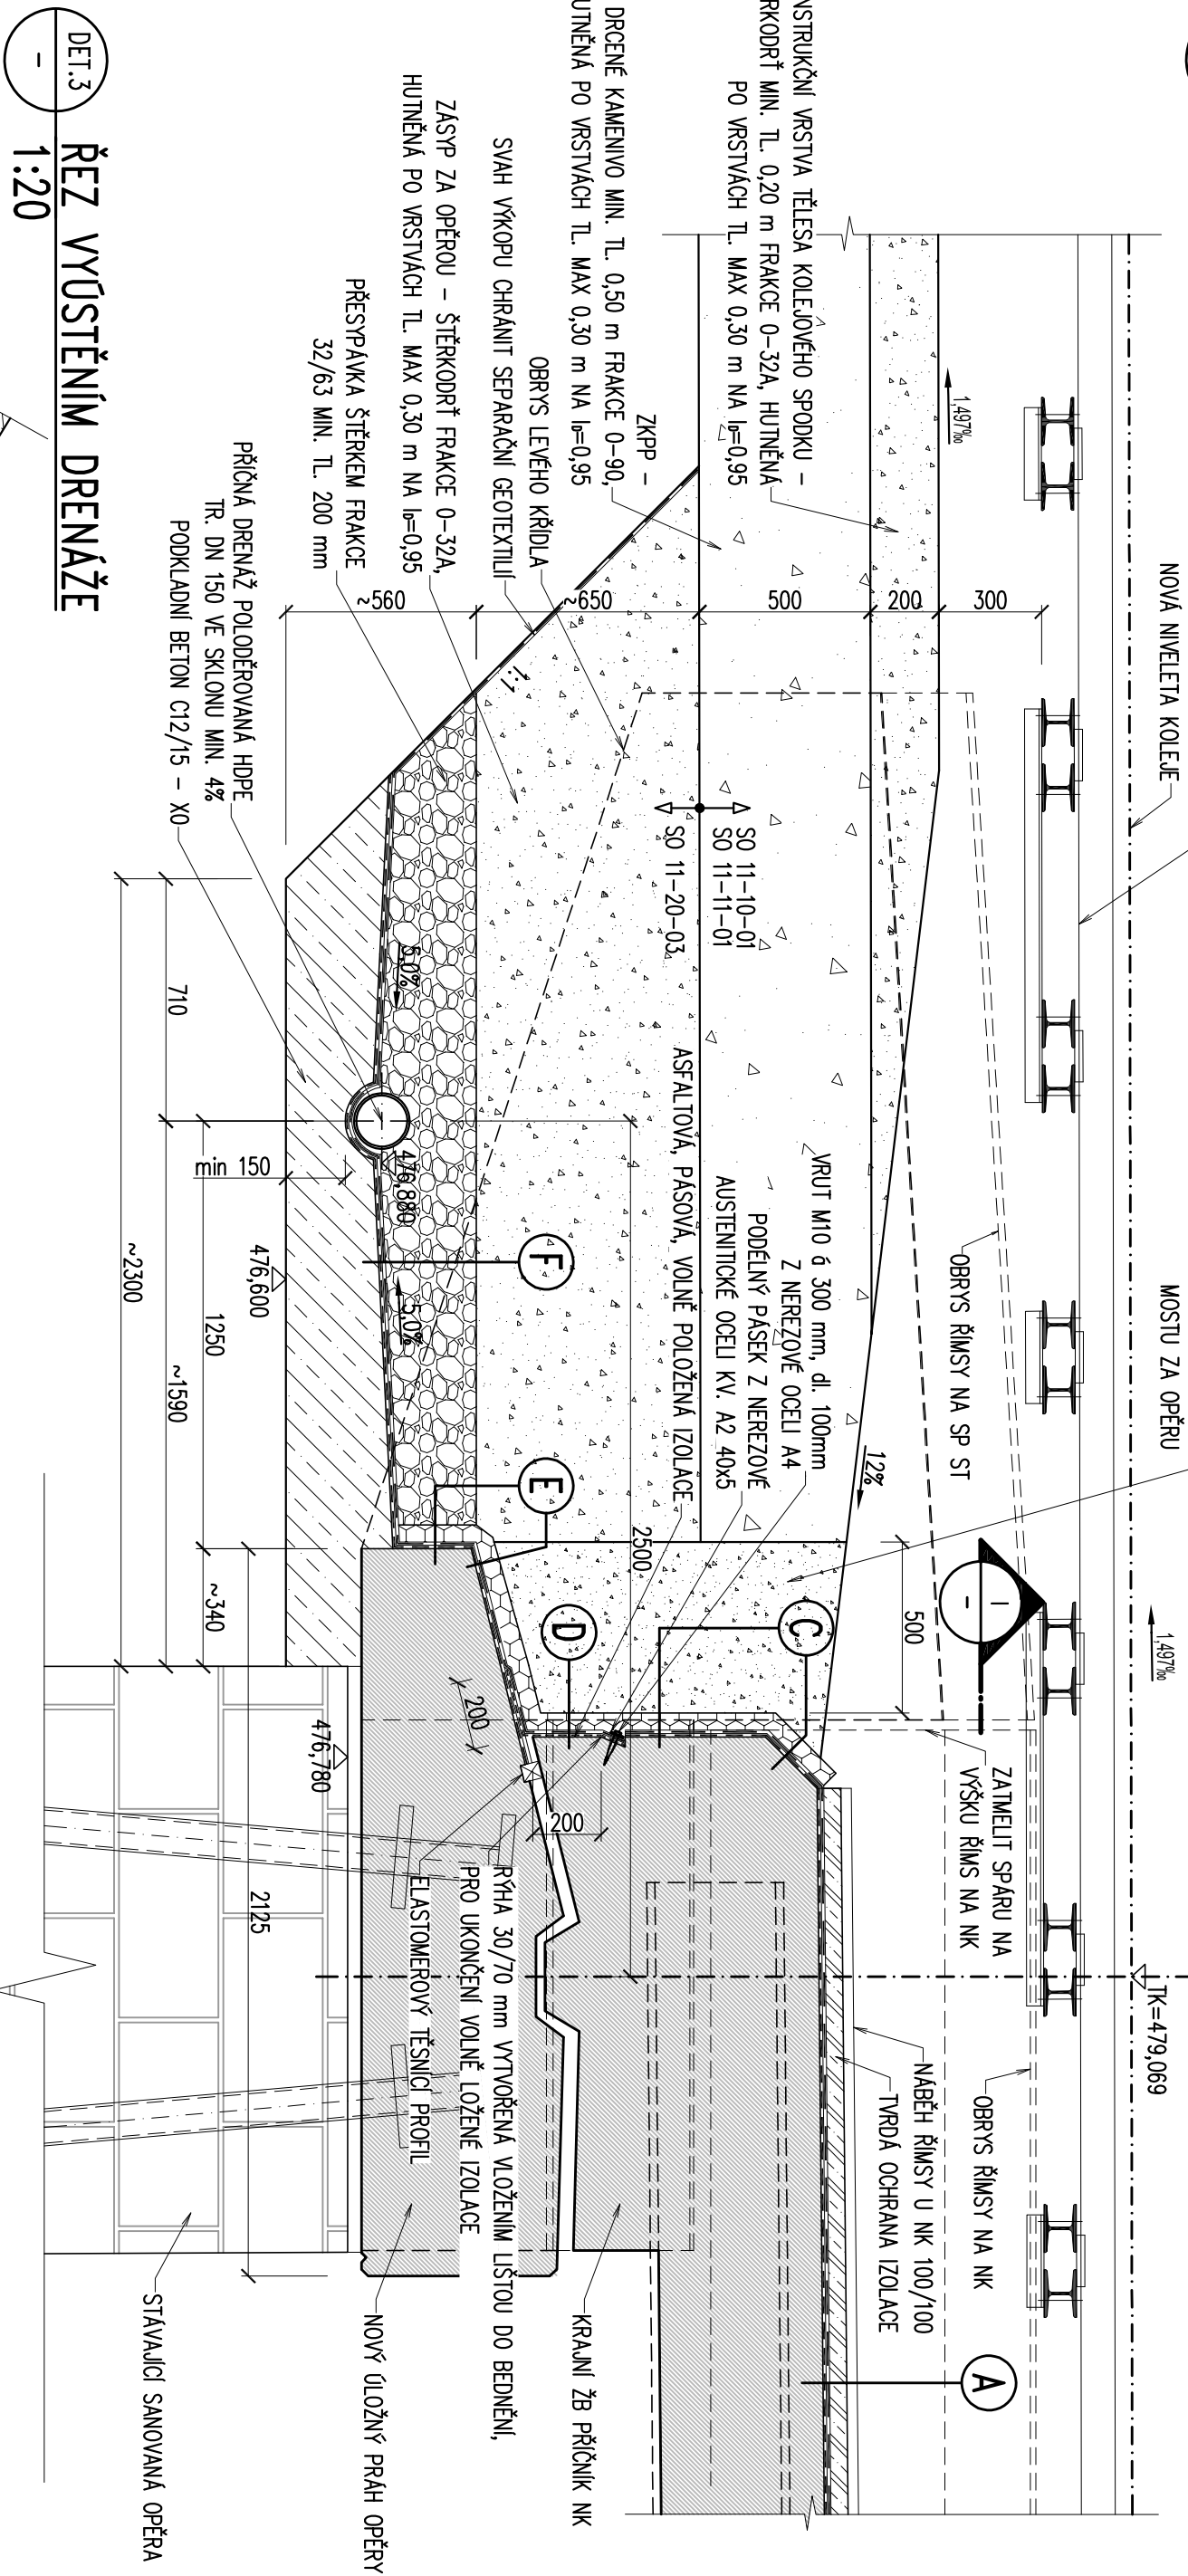 NOVÁ NIVELETA KOLEJE
MOSTU ZA OPĚRU
1,497‰
TK=479,069
1,497‰
NSTRUKČNÍ VRSTVA TĚLESA KOLEJOVÉHO SPODKU –
RKODRŤ MIN. TL. 0,20 m FRAKCE 0-32A, HUTNĚNÁ
PO VRSTVÁCH TL. MAX 0,30 m NA ID=0,95
ZKPP –
DRCENÉ KAMENIVO MIN. TL. 0,50 m FRAKCE 0-90,
UTNĚNÁ PO VRSTVÁCH TL. MAX 0,30 m NA ID=0,95
OBRYS LEVÉHO KŘÍDLA
SVAH VÝKOPU CHRÁNIT SEPARAČNÍ GEOTEXTILIÍ
ZÁSYP ZA OPĚROU – ŠTĚRKODRŤ FRAKCE 0-32A,
HUTNĚNÁ PO VRSTVÁCH TL. MAX 0,30 m NA ID=0,95
PŘESYPÁVKA ŠTĚRKEM FRAKCE
32/63 MIN. TL. 200 mm
PŘÍČNÁ DRENÁŽ POLODĚROVANÁ HDPE
TR. DN 150 VE SKLONU MIN. 4%
PODKLADNÍ BETON C12/15 – X0
300
200
500
~650
~560
1:1
SO 11-10-01
SO 11-11-01
SO 11-20-03
OBRYS ŘÍMSY NA SP ST
12%
500
I
-
VRUT M10 á 300 mm, dl. 100mm
Z NEREZOVÉ OCELI A4
PODÉLNÝ PÁSEK Z NEREZOVÉ
AUSTENITICKÉ OCELI KV. A2 40x5
ASFALTOVÁ, PÁSOVÁ, VOLNĚ POLOŽENÁ IZOLACE
ZATMELIT SPÁRU NA
VÝŠKU ŘÍMS NA NK
OBRYS ŘÍMSY NA NK
NÁBĚH ŘÍMSY U NK 100/100
TVRDÁ OCHRANA IZOLACE
A
C
D
E
F
2500
200
200
5,0%
5,0%
476,880
min 150
476,600
476,780
710
1250
~340
~1590
~2300
2125
RÝHA 30/70 mm VYTVOŘENÁ VLOŽENÍM LIŠTOU DO BEDNĚNÍ,
PRO UKONČENÍ VOLNĚ LOŽENÉ IZOLACE
ELASTOMEROVÝ TĚSNÍCÍ PROFIL
KRAJNÍ ŽB PŘÍČNÍK NK
NOVÝ ÚLOŽNÝ PRÁH OPĚRY
STÁVAJÍCÍ SANOVANÁ OPĚRA
DET.3
-
ŘEZ VYÚSTĚNÍM DRENÁŽE
1:20